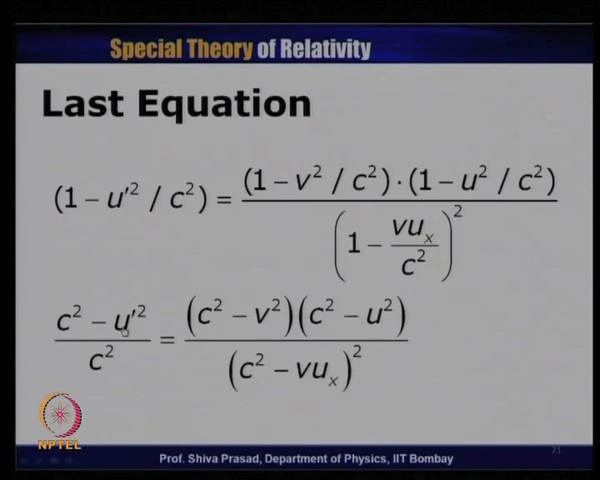 Special Theory of Relativity
Last Equation
(1 − u′² / c²) = (1 − v² / c²) · (1 − u² / c²) / (1 − vuₓ / c²)²
(c² − u′²) / c² = (c² − v²)(c² − u²) / (c² − vuₓ)²
NPTEL
21
Prof. Shiva Prasad, Department of Physics, IIT Bombay